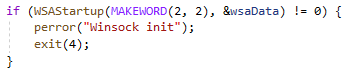 if (WSAStartup(MAKEWORD(2, 2), &wsaData) != 0) {
    perror("Winsock init");
    exit(4);
}